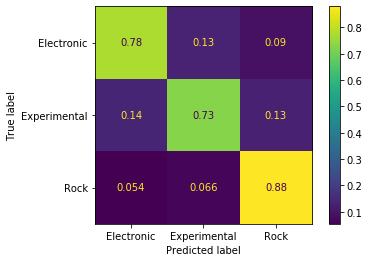 True label
Electronic 0.78 0.13 0.09
Experimental 0.14 0.73 0.13
Rock 0.054 0.066 0.88
Electronic Experimental Rock
Predicted label
0.8
0.7
0.6
0.5
0.4
0.3
0.2
0.1